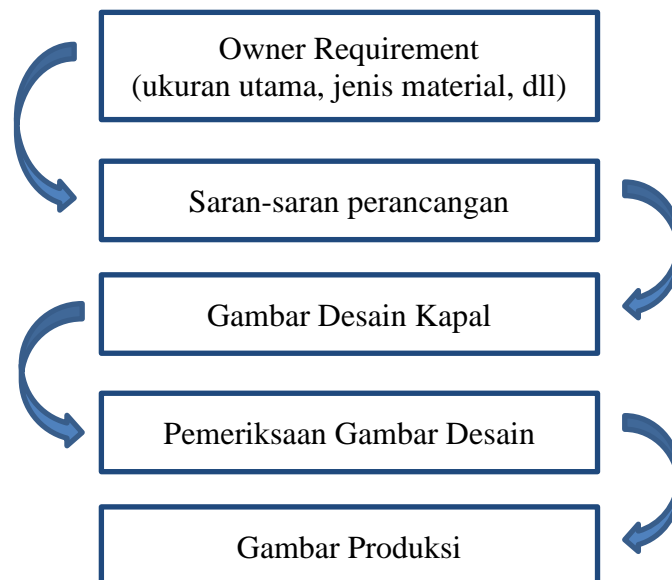 Owner Requirement
(ukuran utama, jenis material, dll)
Saran-saran perancangan
Gambar Desain Kapal
Pemeriksaan Gambar Desain
Gambar Produksi